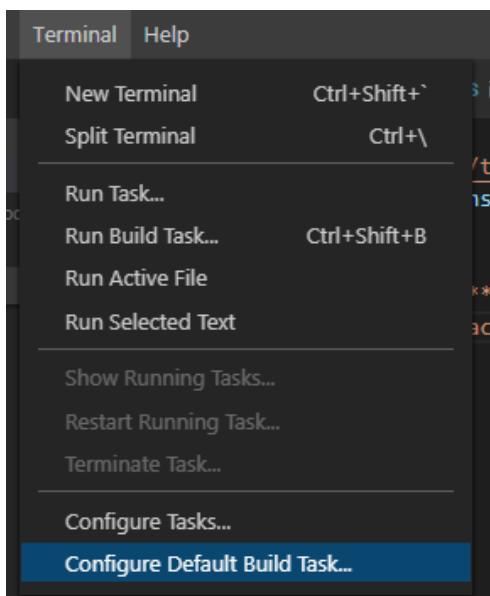 Terminal Help
New Terminal Ctrl+Shift+`
Split Terminal Ctrl+\
Run Task...
Run Build Task... Ctrl+Shift+B
Run Active File
Run Selected Text
Show Running Tasks...
Restart Running Task...
Terminate Task...
Configure Tasks...
Configure Default Build Task...